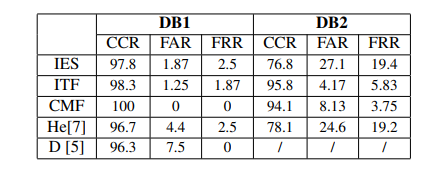 DB1 DB2
CCR FAR FRR CCR FAR FRR
IES 97.8 1.87 2.5 76.8 27.1 19.4
ITF 98.3 1.25 1.87 95.8 4.17 5.83
CMF 100 0 0 94.1 8.13 3.75
He[7] 96.7 4.4 2.5 78.1 24.6 19.2
D [5] 96.3 7.5 0 / / /